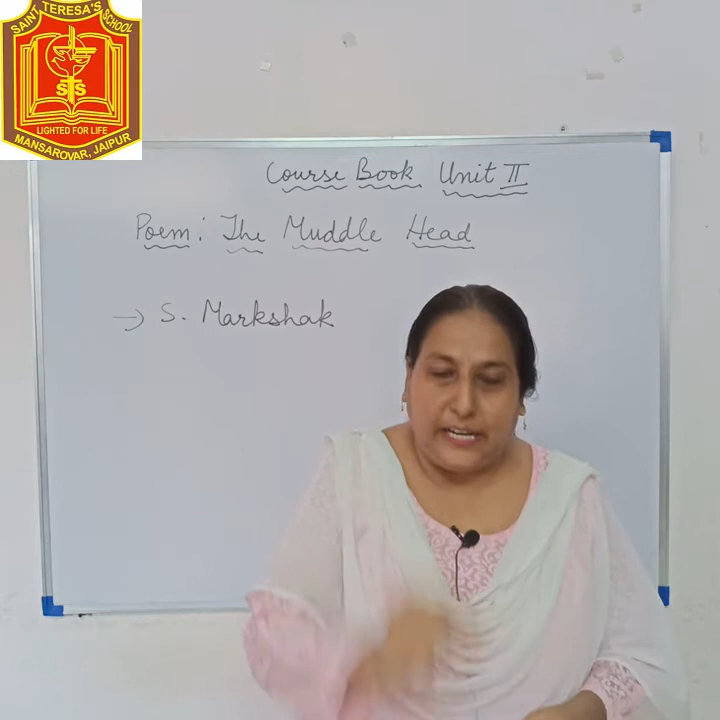 SAINT TERESA'S SCHOOL
STS
LIGHTED FOR LIFE
MANSAROVAR, JAIPUR
Course Book Unit II
Poem: The Muddle Head
→ S. Markshak